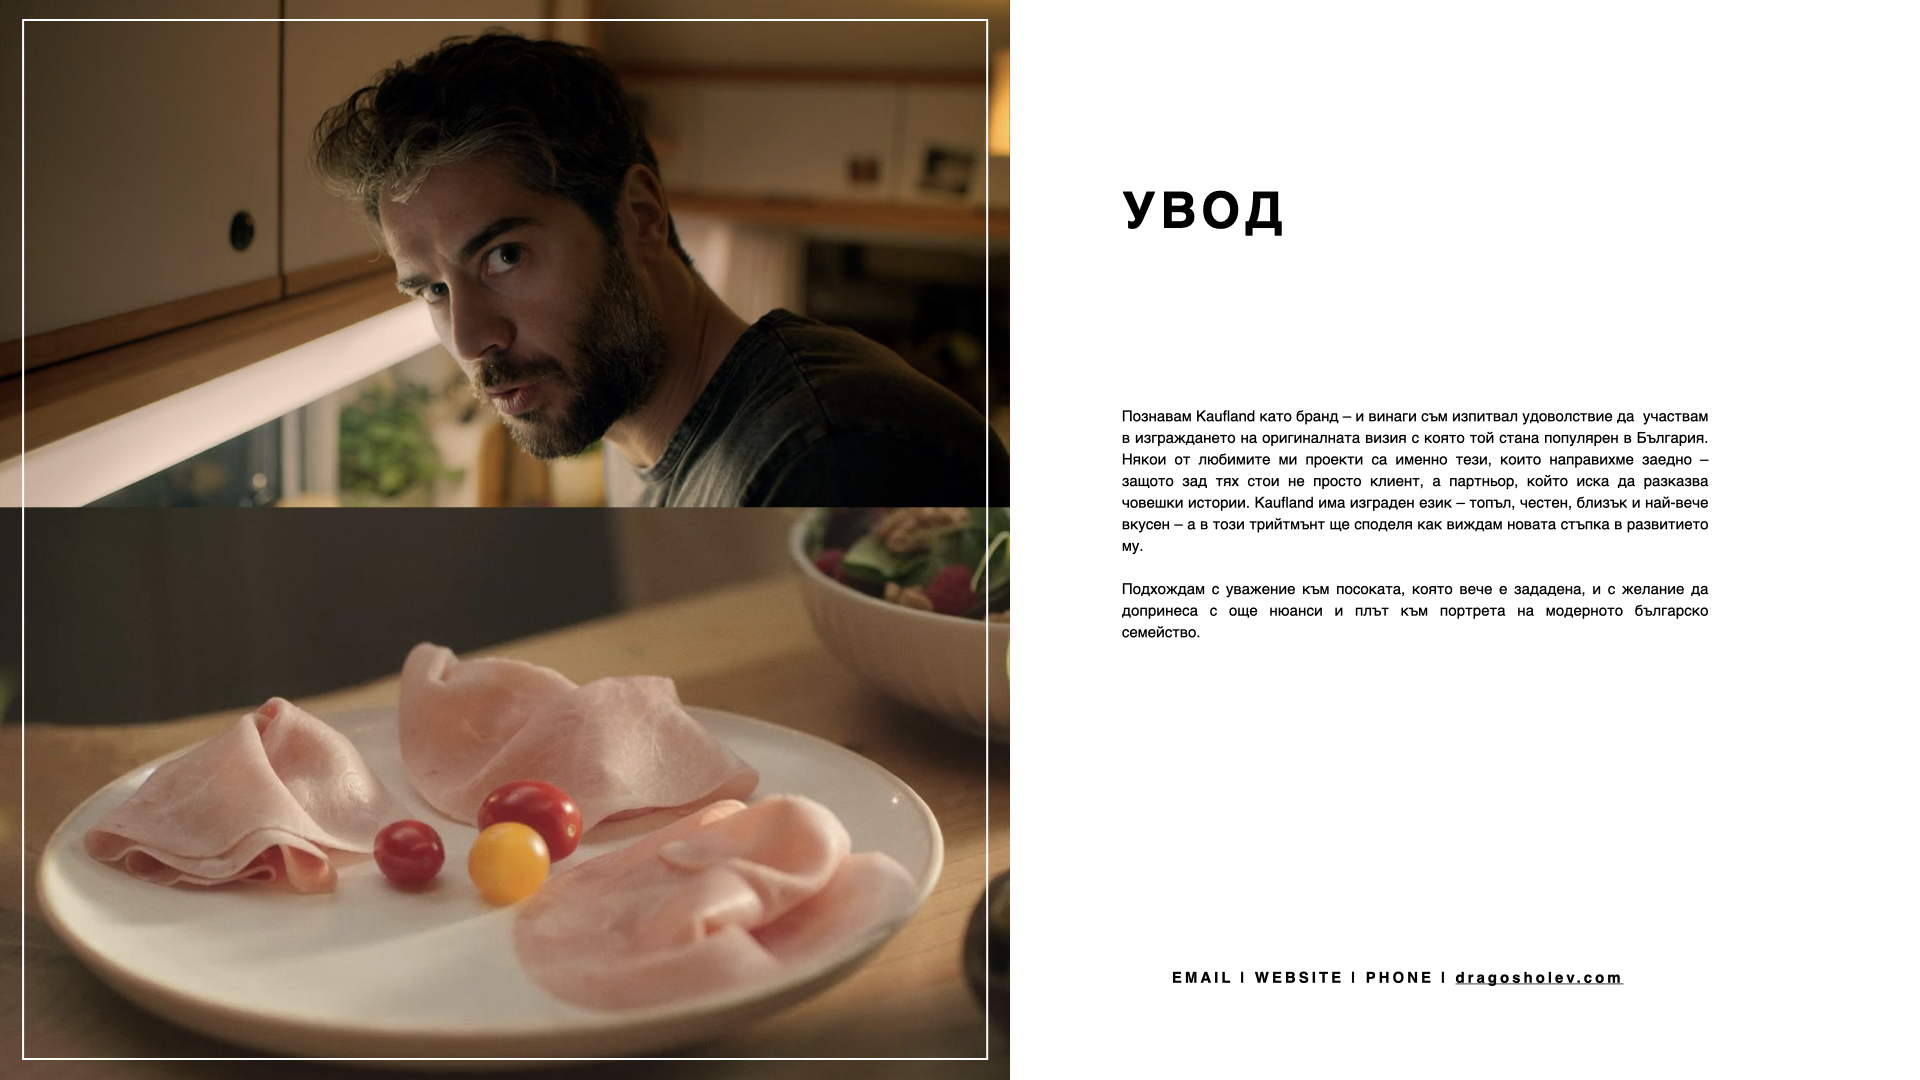 УВОД
Познавам Kaufland като бранд – и винаги съм изпитвал удоволствие да  участвам
в изграждането на оригиналната визия с която той стана популярен в България.
Някои от любимите ми проекти са именно тези, които направихме заедно –
защото зад тях стои не просто клиент, а партньор, който иска да разказва
човешки истории. Kaufland има изграден език – топъл, честен, близък и най-вече
вкусен – а в този трийтмънт ще споделя как виждам новата стъпка в развитието
му.
Подхождам с уважение към посоката, която вече е зададена, и с желание да
допринеса с още нюанси и плът към портрета на модерното българско
семейство.
EMAIL | WEBSITE | PHONE | dragosholev.com